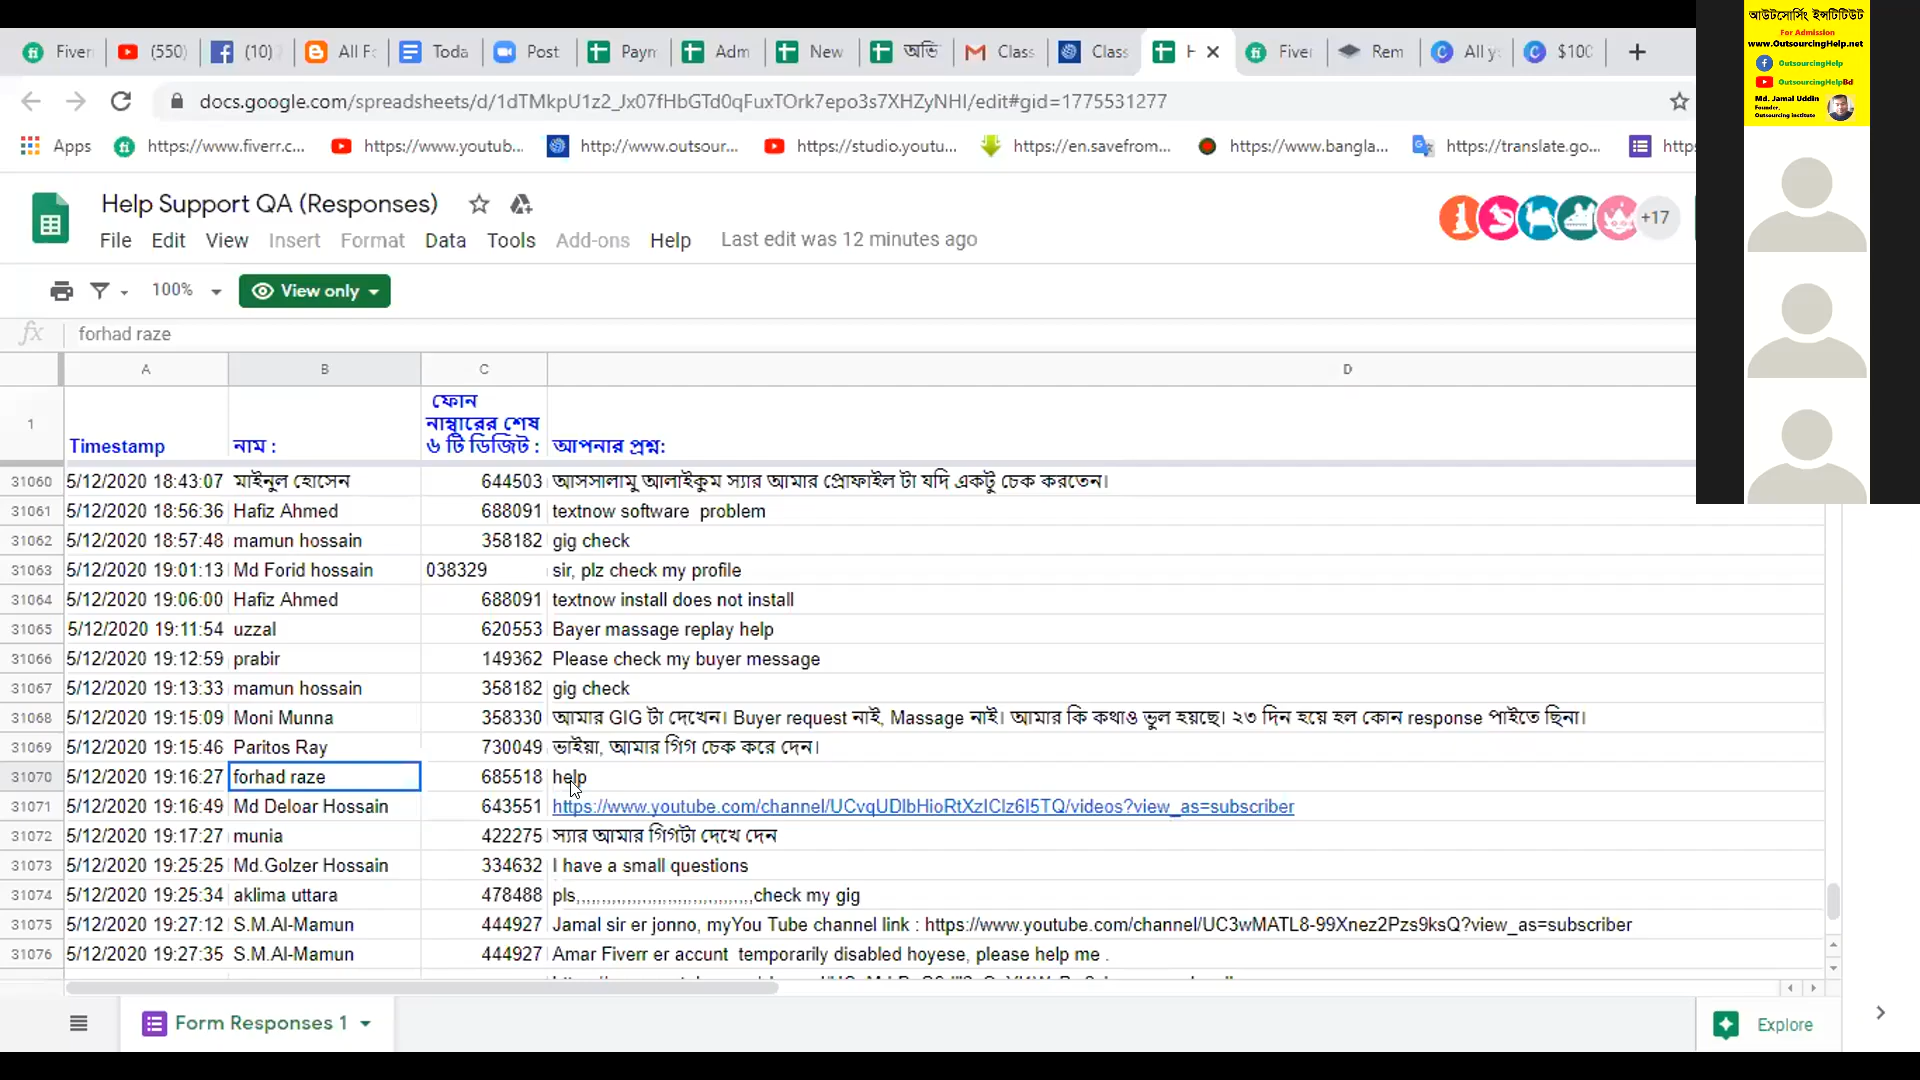 Fiver
(550)
(10)
All Fo
Toda
Post
Payn
Adm
New
অভি
Class
Class
H
Fiver
Rem
All y
$100
docs.google.com/spreadsheets/d/1dTMkpU1z2_Jx07fHbGTd0qFuxTOrk7epo3s7XHZyNHI/edit#gid=1775531277
Apps
https://www.fiverr.c...
https://www.youtub...
http://www.outsour...
https://studio.youtu...
https://en.savefrom...
https://www.bangla...
https://translate.go...
https
আউটসোর্সিং ইন্সটিটিউট
For Admission
www.OutsourcingHelp.net
OutsourcingHelp
OutsourcingHelpBd
Md. Jamal Uddin
Founder,
Outsourcing Institute
Help Support QA (Responses)
+17
File Edit View Insert Format Data Tools Add-ons Help Last edit was 12 minutes ago
100% View only
fx forhad raze
A B C D
1 Timestamp নাম : ফোন নাম্বারের শেষ ৬ টি ডিজিট : আপনার প্রশ্ন:
31060 5/12/2020 18:43:07 মাইনুল হোসেন 644503 আসসালামু আলাইকুম স্যার আমার প্রোফাইল টা যদি একটু চেক করতেন।
31061 5/12/2020 18:56:36 Hafiz Ahmed 688091 textnow software problem
31062 5/12/2020 18:57:48 mamun hossain 358182 gig check
31063 5/12/2020 19:01:13 Md Forid hossain 038329 sir, plz check my profile
31064 5/12/2020 19:06:00 Hafiz Ahmed 688091 textnow install does not install
31065 5/12/2020 19:11:54 uzzal 620553 Bayer massage replay help
31066 5/12/2020 19:12:59 prabir 149362 Please check my buyer message
31067 5/12/2020 19:13:33 mamun hossain 358182 gig check
31068 5/12/2020 19:15:09 Moni Munna 358330 আমার GIG টা দেখেন। Buyer request নাই, Massage নাই। আমার কি কথাও ভুল হয়ছে। ২৩ দিন হয়ে হল কোন response পাইতে ছিনা।
31069 5/12/2020 19:15:46 Paritos Ray 730049 ভাইয়া, আমার গিগ চেক করে দেন।
31070 5/12/2020 19:16:27 forhad raze 685518 help
31071 5/12/2020 19:16:49 Md Deloar Hossain 643551 https://www.youtube.com/channel/UCvqUDlbHioRtXzIClz6I5TQ/videos?view_as=subscriber
31072 5/12/2020 19:17:27 munia 422275 স্যার আমার গিগটা দেখে দেন
31073 5/12/2020 19:25:25 Md.Golzer Hossain 334632 I have a small questions
31074 5/12/2020 19:25:34 aklima uttara 478488 pls,,,,,,,,,,,,,,,,,,,,,,,,,,,,,,,,,,,check my gig
31075 5/12/2020 19:27:12 S.M.Al-Mamun 444927 Jamal sir er jonno, myYou Tube channel link : https://www.youtube.com/channel/UC3wMATL8-99Xnez2Pzs9ksQ?view_as=subscriber
31076 5/12/2020 19:27:35 S.M.Al-Mamun 444927 Amar Fiverr er accunt temporarily disabled hoyese, please help me .
Form Responses 1
Explore